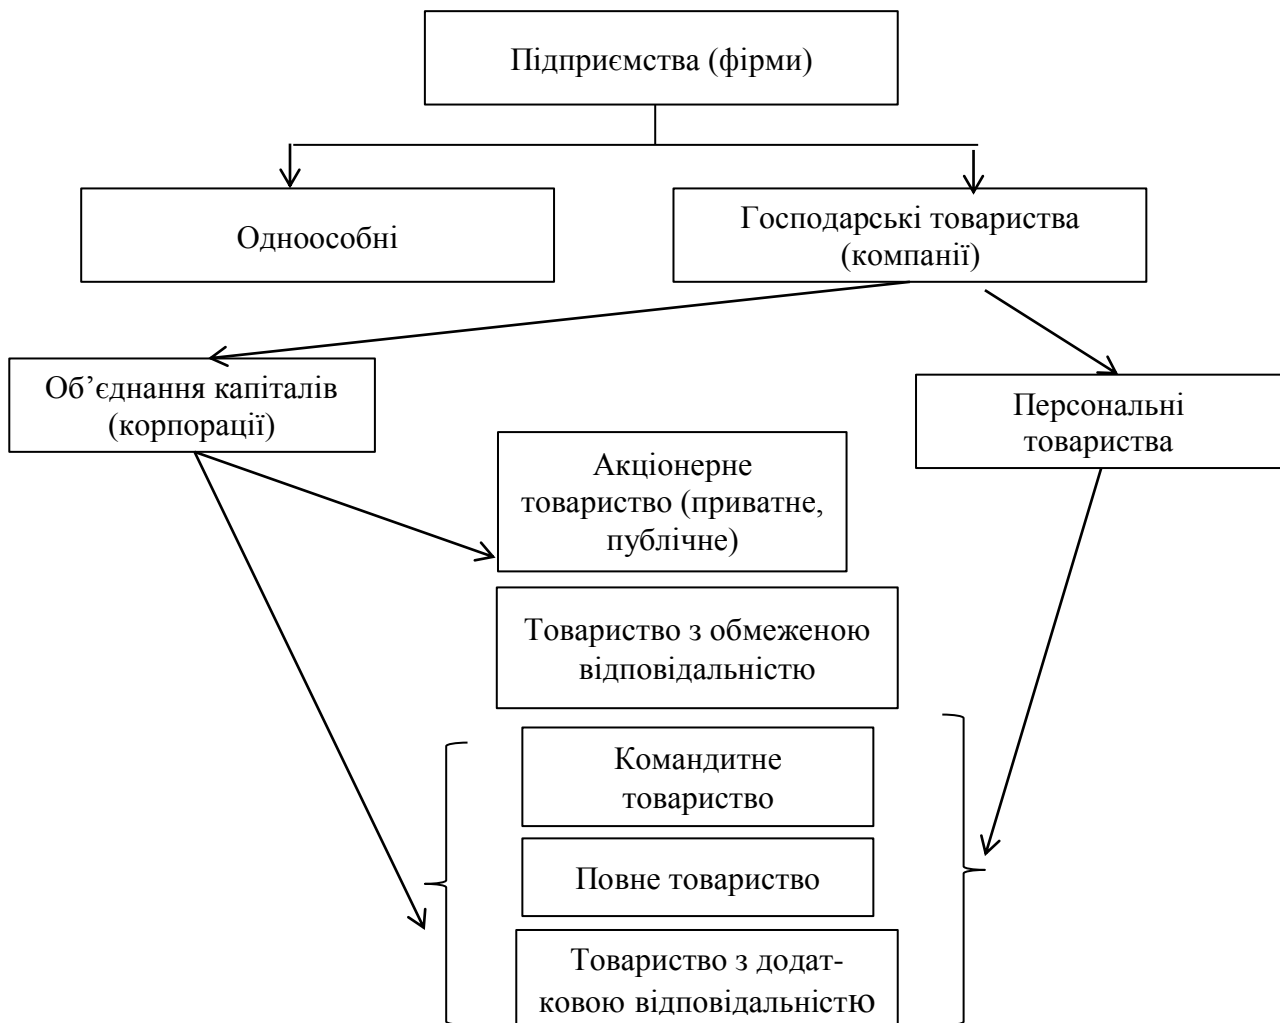 Підприємства (фірми)
Одноособні
Господарські товариства
(компанії)
Об’єднання капіталів
(корпорації)
Персональні
товариства
Акціонерне
товариство (приватне,
публічне)
Товариство з обмеженою
відповідальністю
Командитне
товариство
Повне товариство
Товариство з додат-
ковою відповідальністю